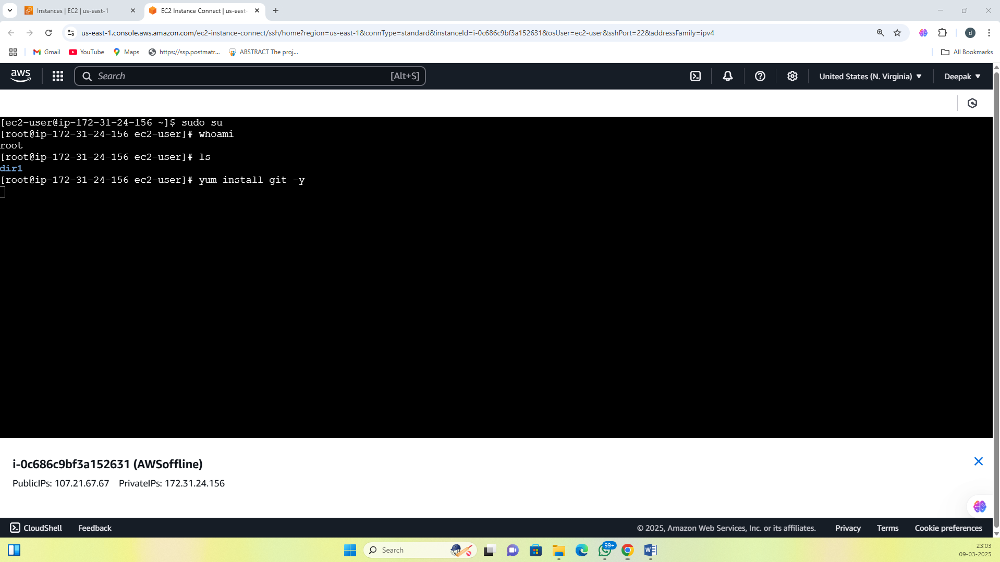 Instances | EC2 | us-east-1
EC2 Instance Connect | us-east-
us-east-1.console.aws.amazon.com/ec2-instance-connect/ssh/home?region=us-east-1&connType=standard&instanceId=i-0c686c9bf3a152631&osUser=ec2-user&sshPort=22&addressFamily=ipv4
d
Gmail
YouTube
Maps
https://ssp.postmatr...
ABSTRACT The proj...
All Bookmarks
aws
Search
[Alt+S]
United States (N. Virginia)
Deepak
[ec2-user@ip-172-31-24-156 ~]$ sudo su
[root@ip-172-31-24-156 ec2-user]# whoami
root
[root@ip-172-31-24-156 ec2-user]# ls
dir1
[root@ip-172-31-24-156 ec2-user]# yum install git -y
i-0c686c9bf3a152631 (AWSoffline)
PublicIPs: 107.21.67.67 PrivateIPs: 172.31.24.156
CloudShell
Feedback
© 2025, Amazon Web Services, Inc. or its affiliates.
Privacy
Terms
Cookie preferences
Search
99+
W
23:03
09-03-2025